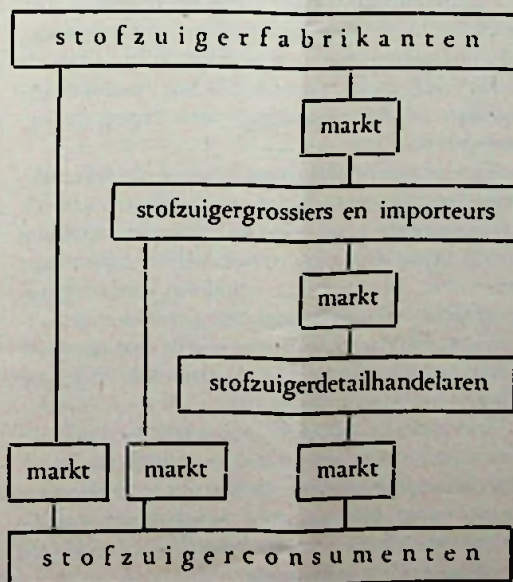 stofzuigerfabrikanten
markt
stofzuigergrossiers en importeurs
markt
stofzuigerdetailhandelaren
markt markt markt
stofzuigerconsumenten